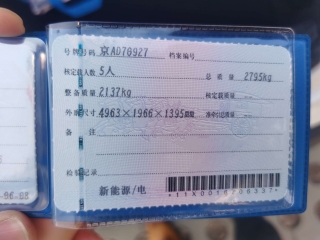 号牌号码 京AD70927 档案编号
核定载人数 5人 总质量 2795kg
整备质量 2137kg 核定载质量
外廓尺寸 4963×1966×1395mm 准牵引总质量
备注
检验记录
新能源/电